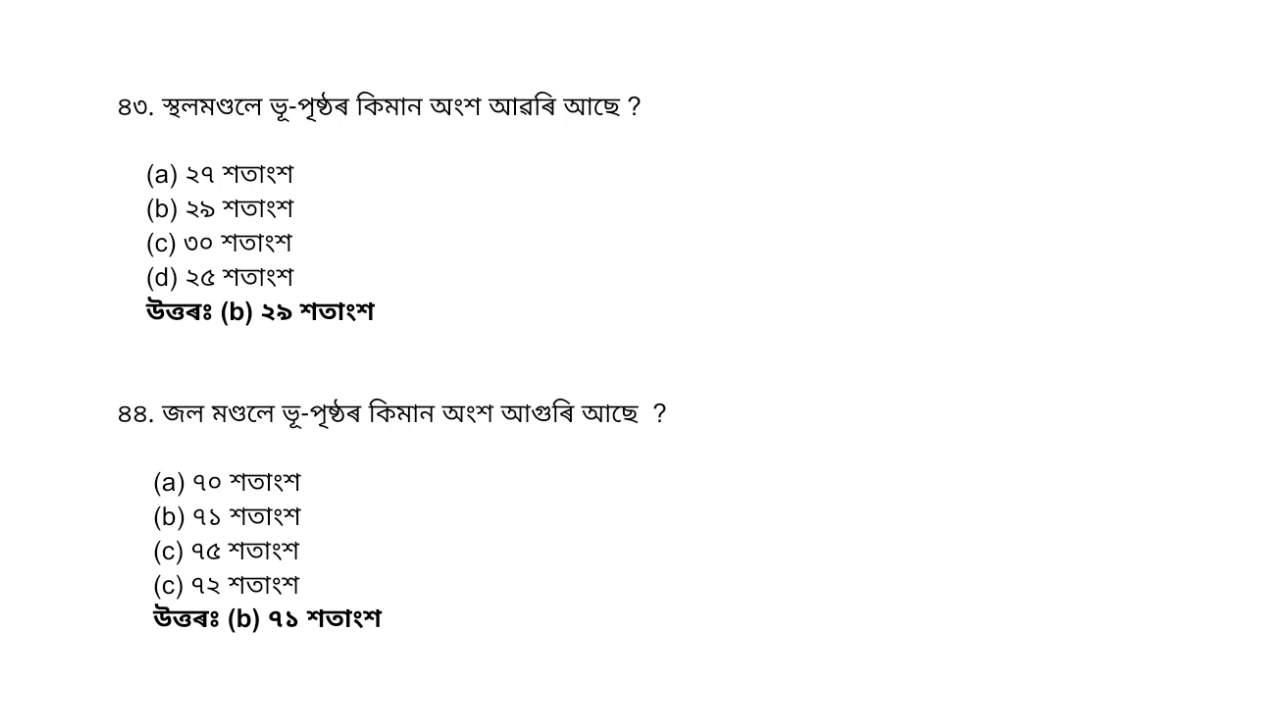 ৪৩. স্থলমণ্ডলে ভূ-পৃষ্ঠৰ কিমান অংশ আৱৰি আছে ?
(a) ২৭ শতাংশ
(b) ২৯ শতাংশ
(c) ৩০ শতাংশ
(d) ২৫ শতাংশ
উত্তৰঃ (b) ২৯ শতাংশ
৪৪. জল মণ্ডলে ভূ-পৃষ্ঠৰ কিমান অংশ আগুৰি আছে ?
(a) ৭০ শতাংশ
(b) ৭১ শতাংশ
(c) ৭৫ শতাংশ
(c) ৭২ শতাংশ
উত্তৰঃ (b) ৭১ শতাংশ